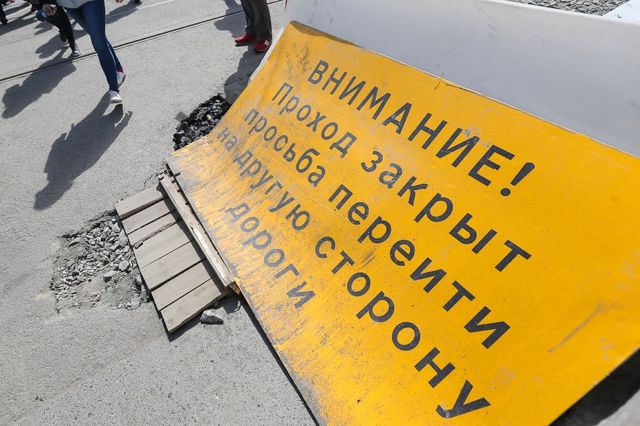 ВНИМАНИЕ!
Проход закрыт
просьба перейти
на другую сторону
дороги